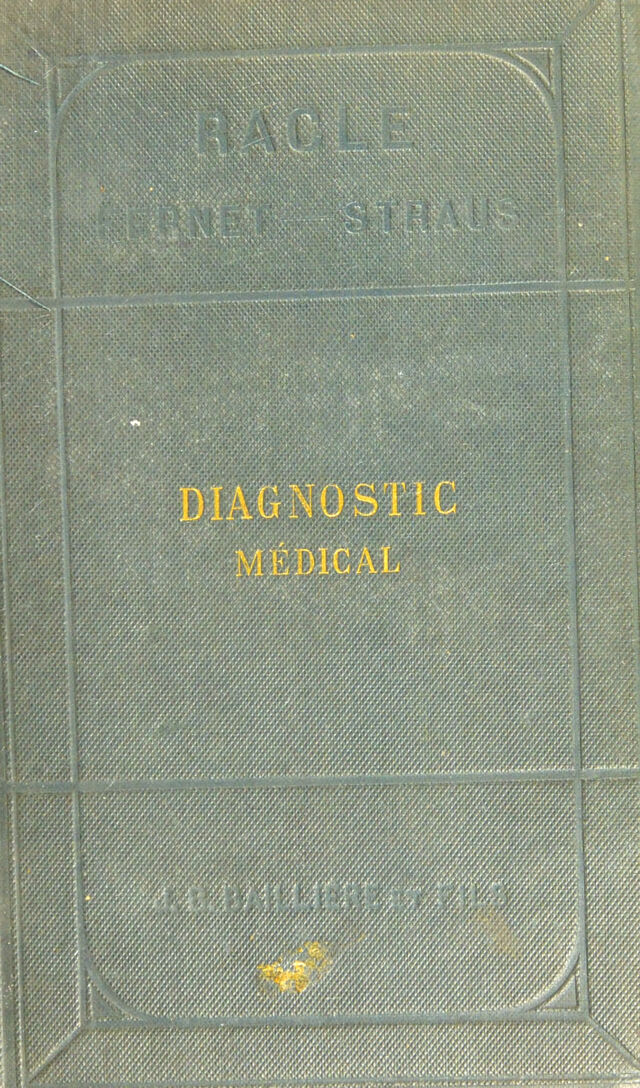 RACLE
FERNET — STRAUS
DIAGNOSTIC
MÉDICAL
J. B. BAILLIÈRE ET FILS